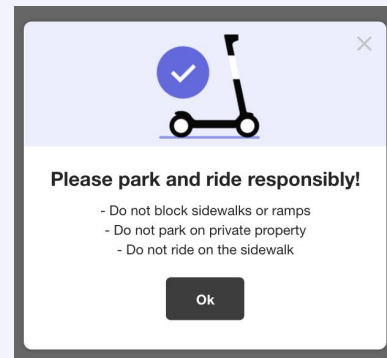 Please park and ride responsibly!
- Do not block sidewalks or ramps
- Do not park on private property
- Do not ride on the sidewalk
Ok